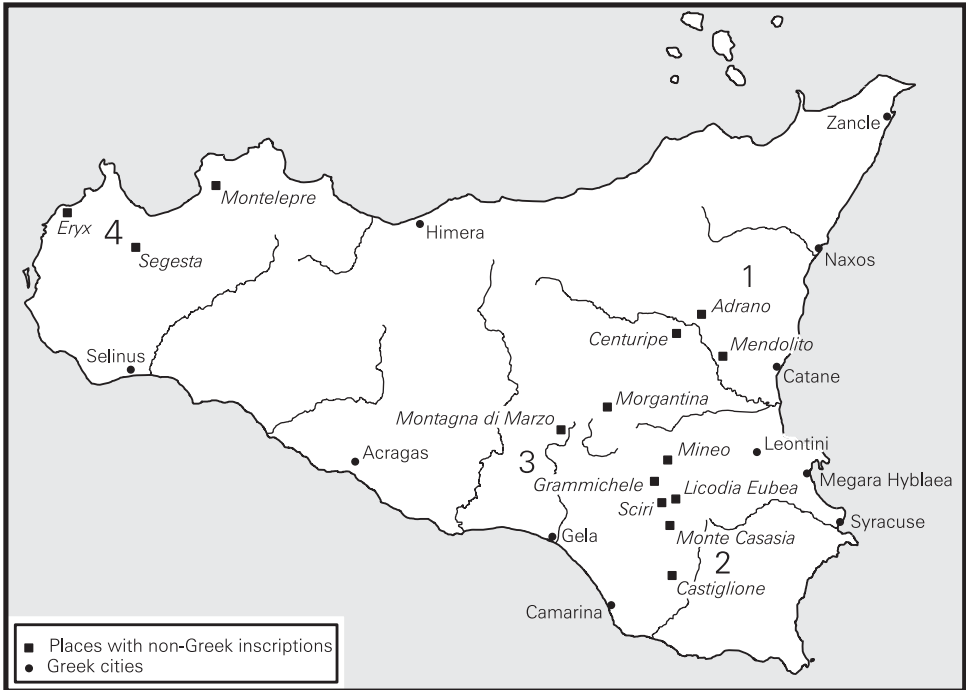 Zancle
Montelepre
Eryx
4
Segesta
Himera
Naxos
1
Adrano
Centuripe
Mendolito
Selinus
Catane
Morgantina
Montagna di Marzo
Acragas
3
Mineo
Leontini
Grammichele
Megara Hyblaea
Licodia Eubea
Sciri
Syracuse
Gela
Monte Casasia
2
Castiglione
Camarina
Places with non-Greek inscriptions
Greek cities